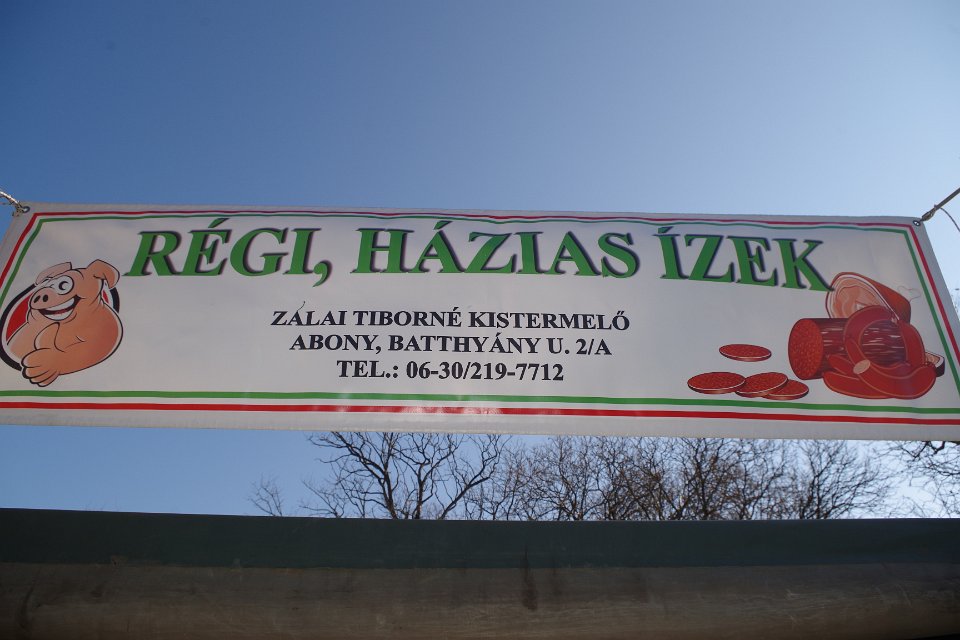 RÉGI, HÁZIAS ÍZEK
ZALAI TIBORNÉ KISTERMELŐ
ABONY, BATTHYÁNY U. 2/A
TEL.: 06-30/219-7712